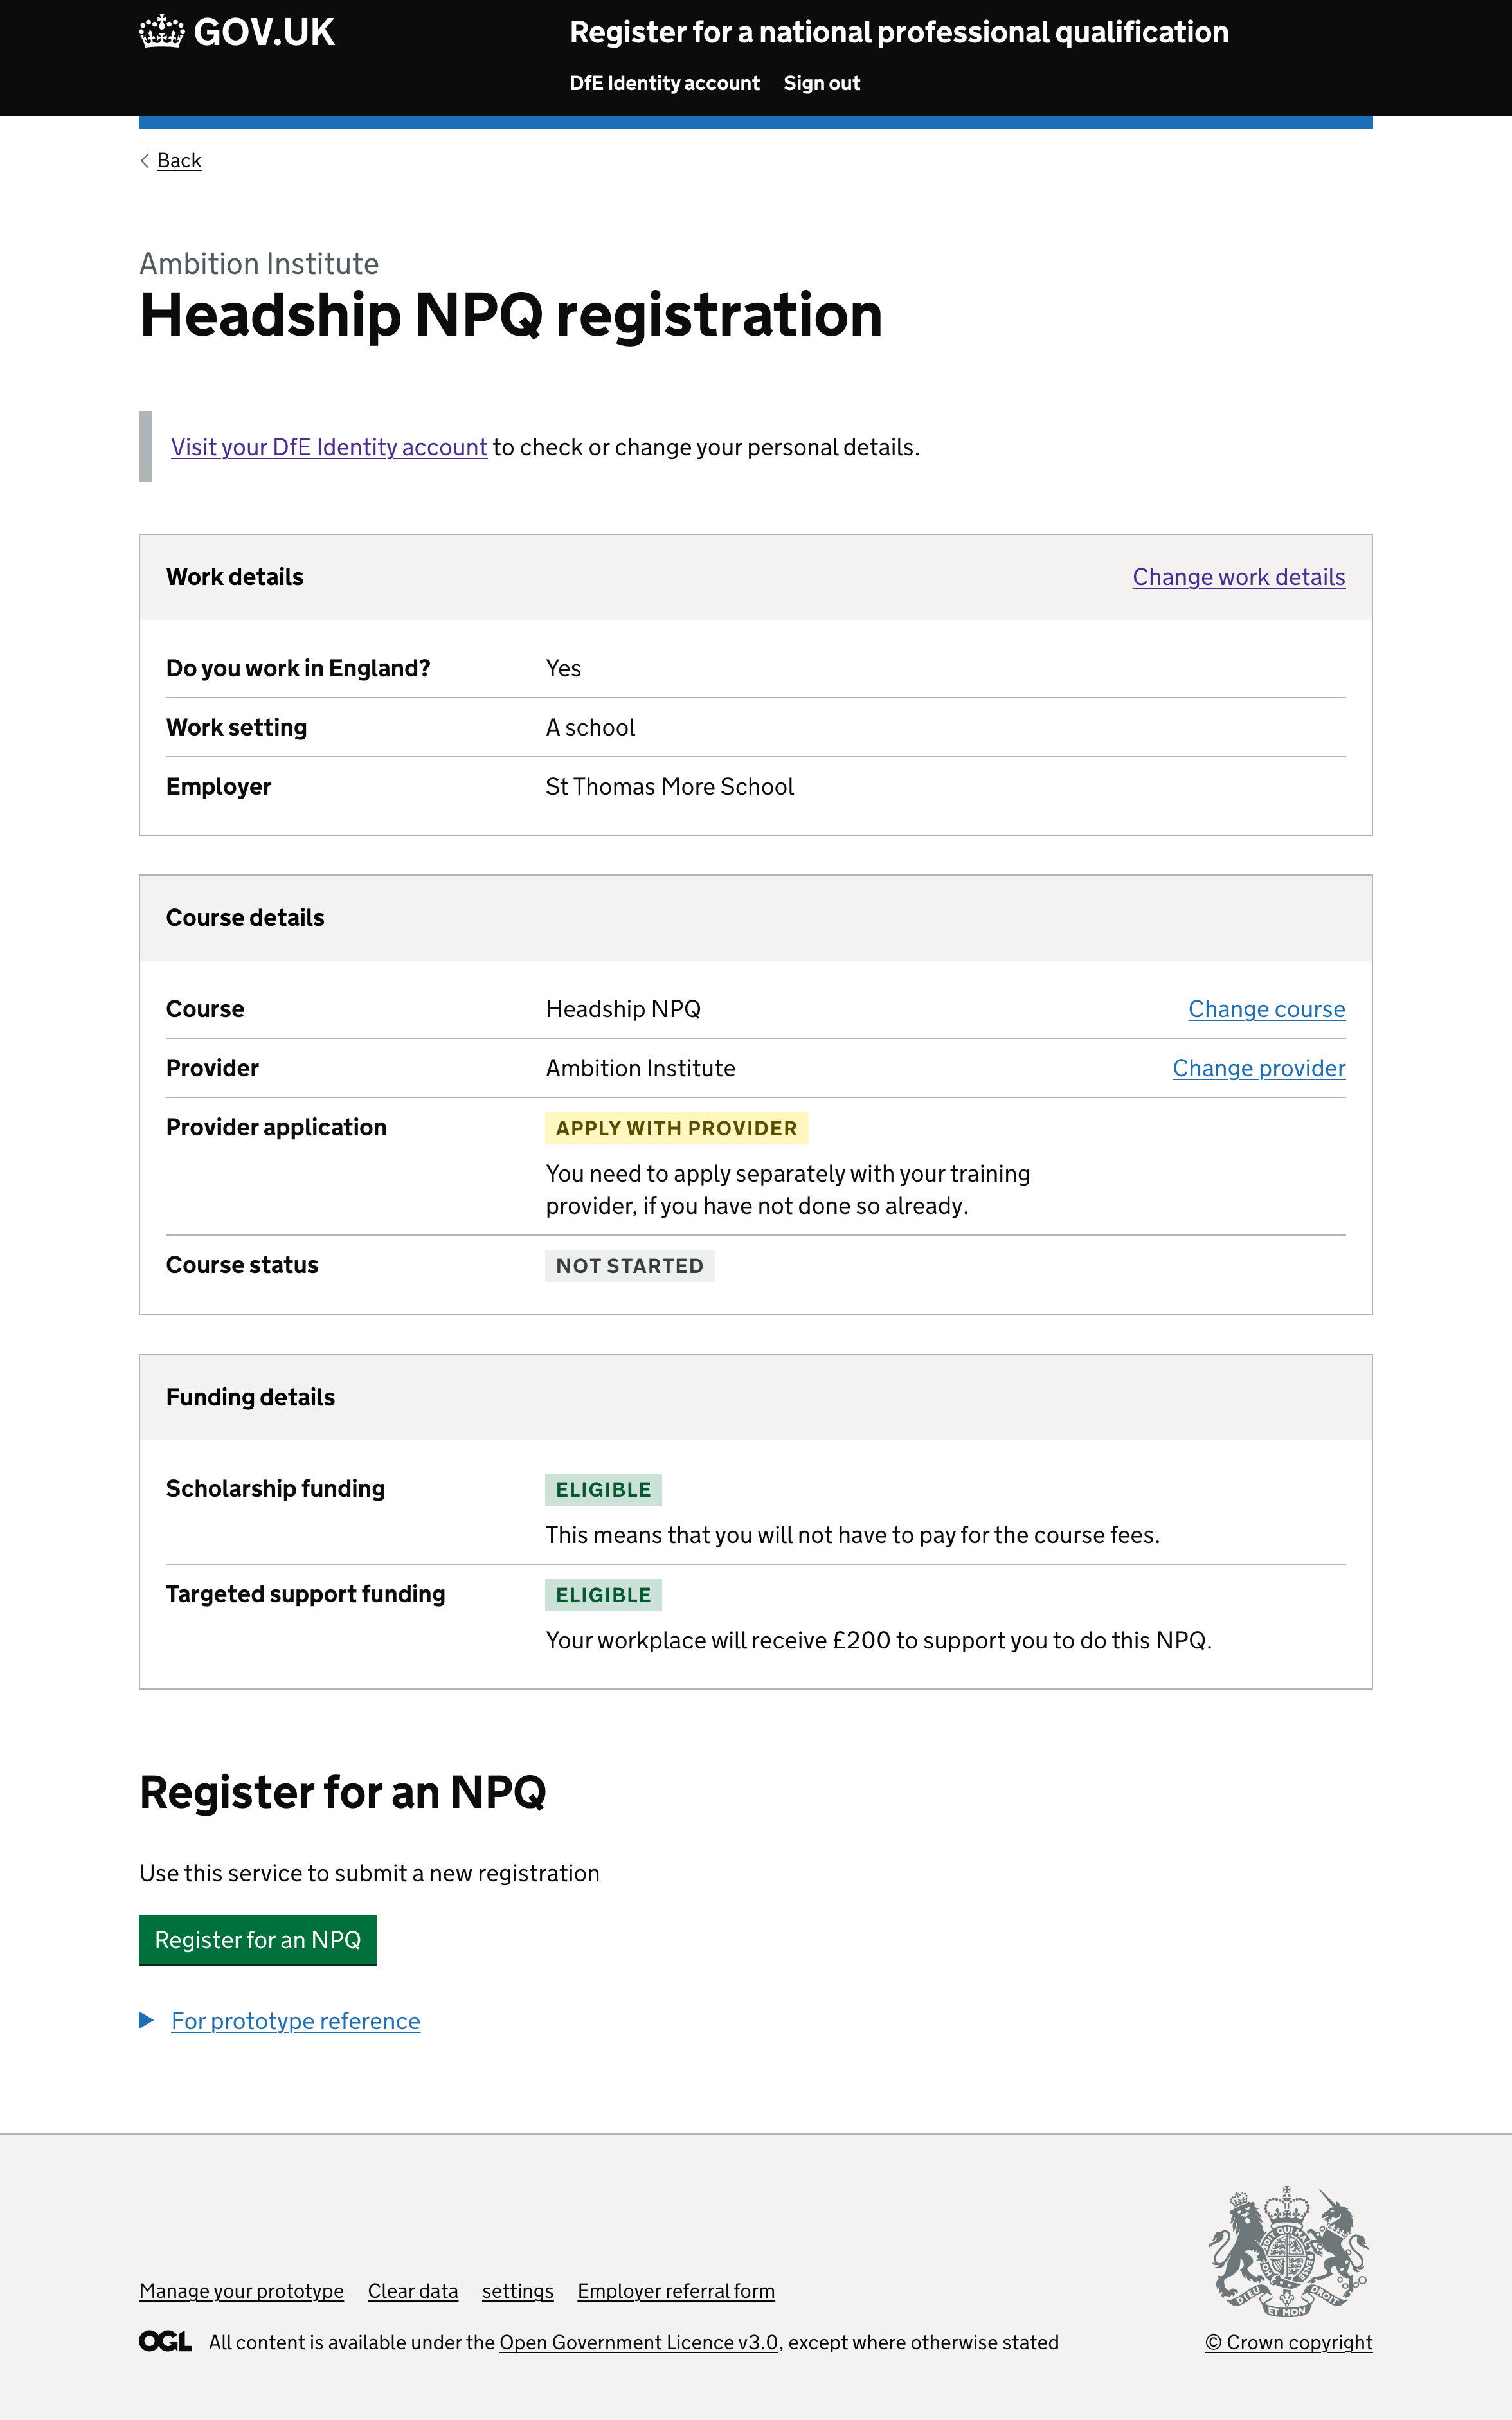 GOV.UK
Register for a national professional qualification
DfE Identity account Sign out
Back
Ambition Institute
Headship NPQ registration
Visit your DfE Identity account to check or change your personal details.
Work details Change work details
Do you work in England? Yes
Work setting A school
Employer St Thomas More School
Course details
Course Headship NPQ Change course
Provider Ambition Institute Change provider
Provider application APPLY WITH PROVIDER
You need to apply separately with your training
provider, if you have not done so already.
Course status NOT STARTED
Funding details
Scholarship funding ELIGIBLE
This means that you will not have to pay for the course fees.
Targeted support funding ELIGIBLE
Your workplace will receive £200 to support you to do this NPQ.
Register for an NPQ
Use this service to submit a new registration
Register for an NPQ
For prototype reference
Manage your prototype Clear data settings Employer referral form
OGL All content is available under the Open Government Licence v3.0, except where otherwise stated
DIEU ET MON DROIT
© Crown copyright